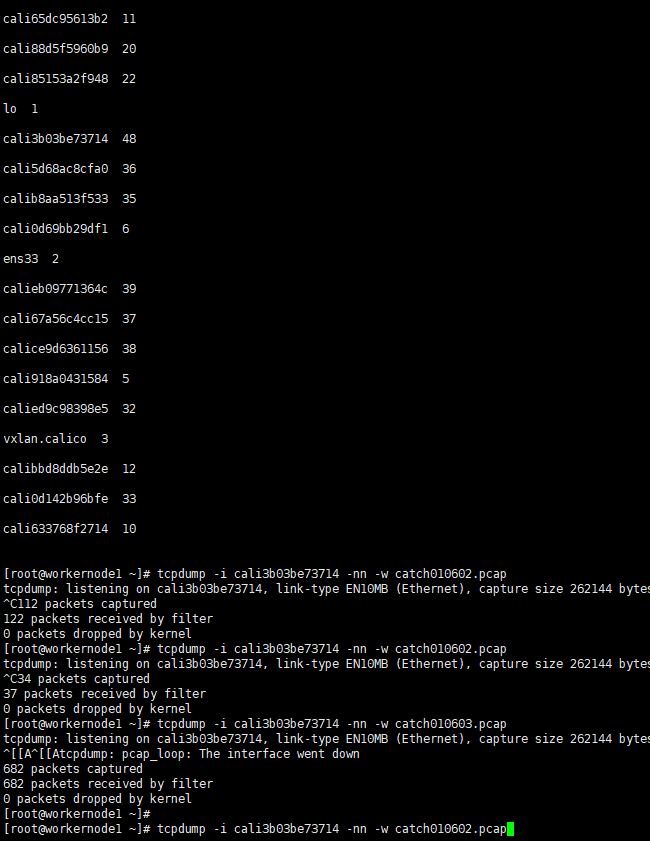 cali65dc95613b2  11
cali88d5f5960b9  20
cali85153a2f948  22
lo  1
cali3b03be73714  48
cali5d68ac8cfa0  36
calib8aa513f533  35
cali0d69bb29df1  6
ens33  2
calieb09771364c  39
cali67a56c4cc15  37
calice9d6361156  38
cali918a0431584  5
calied9c98398e5  32
vxlan.calico  3
calibbd8ddb5e2e  12
cali0d142b96bfe  33
cali633768f2714  10
[root@workernode1 ~]# tcpdump -i cali3b03be73714 -nn -w catch010602.pcap
tcpdump: listening on cali3b03be73714, link-type EN10MB (Ethernet), capture size 262144 bytes
^C112 packets captured
122 packets received by filter
0 packets dropped by kernel
[root@workernode1 ~]# tcpdump -i cali3b03be73714 -nn -w catch010602.pcap
tcpdump: listening on cali3b03be73714, link-type EN10MB (Ethernet), capture size 262144 bytes
^C34 packets captured
37 packets received by filter
0 packets dropped by kernel
[root@workernode1 ~]# tcpdump -i cali3b03be73714 -nn -w catch010603.pcap
tcpdump: listening on cali3b03be73714, link-type EN10MB (Ethernet), capture size 262144 bytes
^[[A^[[Atcpdump: pcap_loop: The interface went down
682 packets captured
682 packets received by filter
0 packets dropped by kernel
[root@workernode1 ~]#
[root@workernode1 ~]# tcpdump -i cali3b03be73714 -nn -w catch010602.pcap